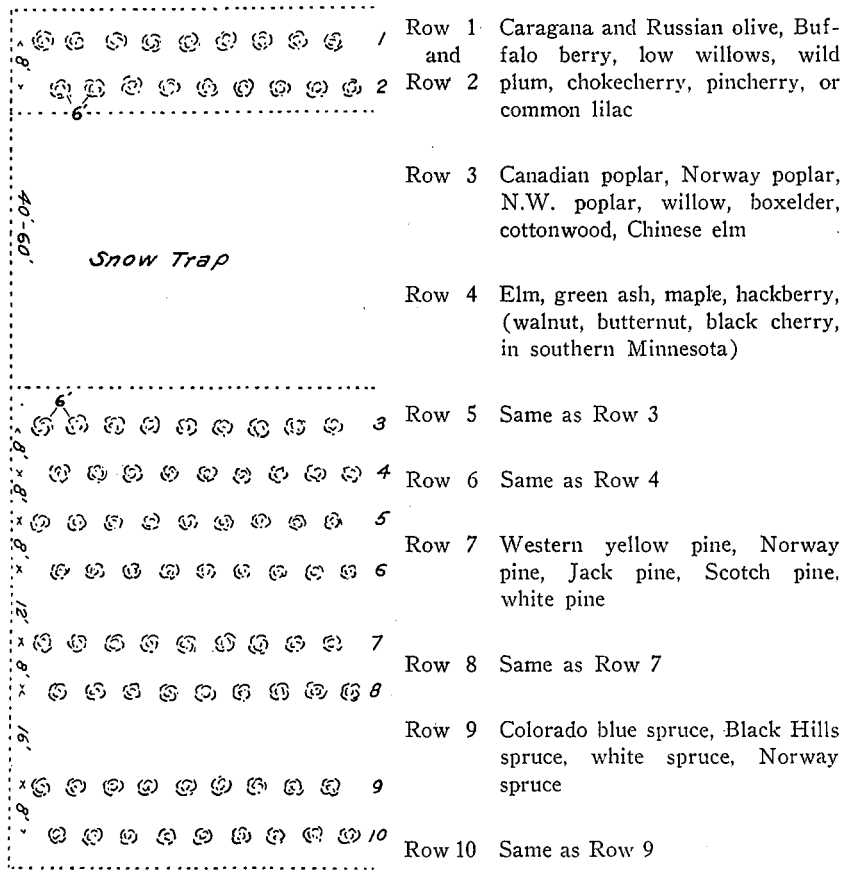 8'
1
2
6'
40-60'
Snow Trap
6'
3
8'
4
8'
5
8'
6
12'
7
8'
8
16'
9
8'
10
Row 1 Caragana and Russian olive, Buf-
and falo berry, low willows, wild
Row 2 plum, chokecherry, pincherry, or
common lilac
Row 3 Canadian poplar, Norway poplar,
N.W. poplar, willow, boxelder,
cottonwood, Chinese elm
Row 4 Elm, green ash, maple, hackberry,
(walnut, butternut, black cherry,
in southern Minnesota)
Row 5 Same as Row 3
Row 6 Same as Row 4
Row 7 Western yellow pine, Norway
pine, Jack pine, Scotch pine,
white pine
Row 8 Same as Row 7
Row 9 Colorado blue spruce, Black Hills
spruce, white spruce, Norway
spruce
Row 10 Same as Row 9